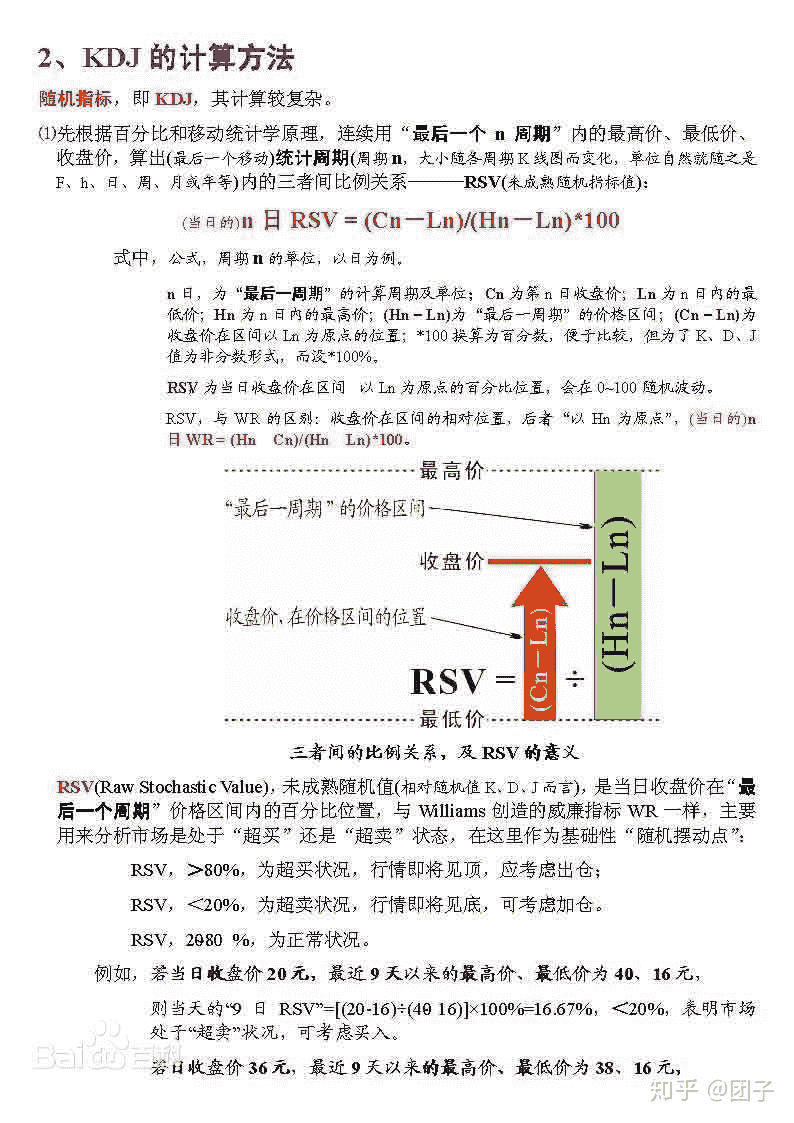 2、KDJ 的计算方法
随机指标，即 KDJ，其计算较复杂。
⑴先根据百分比和移动统计学原理，连续用“最后一个 n 周期”内的最高价、最低价、
收盘价，算出(最后一个移动)统计周期(周期 n，大小随各周期 K 线图而变化，单位自然就随之是
F、h、日、周、月或年等)内的三者间比例关系———RSV(未成熟随机指标值)：
(当日的)n 日 RSV = (Cn－Ln)/(Hn－Ln)*100
式中，公式，周期 n 的单位，以日为例。
n 日，为“最后一周期”的计算周期及单位；Cn 为第 n 日收盘价；Ln 为 n 日内的最
低价；Hn 为 n 日内的最高价；(Hn－Ln)为“最后一周期”的价格区间；(Cn－Ln)为
收盘价在区间以 Ln 为原点的位置；*100 换算为百分数，便于比较，但为了 K、D、J
值为非分数形式，而没*100%。
RSV 为当日收盘价在区间 以 Ln 为原点的百分比位置，会在 0~100 随机波动。
RSV，与 WR 的区别：收盘价在区间的相对位置，后者“以 Hn 为原点”，(当日的)n
日 WR= (Hn Cn)/(Hn Ln)*100。
最高价
“最后一周期”的价格区间
(Hn－Ln)
收盘价
收盘价，在价格区间的位置
(Cn－Ln)
RSV = ÷
最低价
三者间的比例关系，及 RSV 的意义
RSV(Raw Stochastic Value)，未成熟随机值(相对随机值 K、D、J 而言)，是当日收盘价在“最
后一个周期”价格区间内的百分比位置，与 Williams 创造的威廉指标 WR 一样，主要
用来分析市场是处于“超买”还是“超卖”状态，在这里作为基础性“随机摆动点”：
RSV，＞80%，为超买状况，行情即将见顶，应考虑出仓；
RSV，＜20%，为超卖状况，行情即将见底，可考虑加仓。
RSV，2080 %，为正常状况。
例如，若当日收盘价 20 元，最近 9 天以来的最高价、最低价为 40、16 元，
则当天的“9 日 RSV”=[(20-16)÷(40 16)]×100%=16.67%，＜20%，表明市场
处于“超卖”状况，可考虑买入。
若日收盘价 36 元，最近 9 天以来的最高价、最低价为 38、16 元，
Bai 百科
知乎 @团子